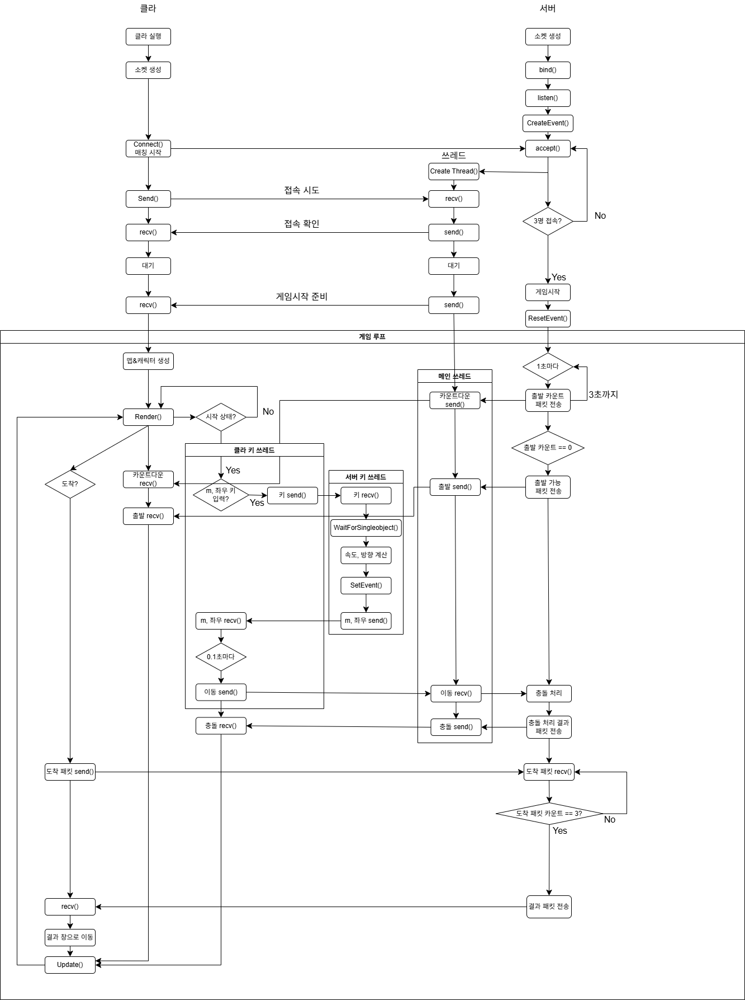 클라
서버
클라 실행
소켓 생성
소켓 생성
bind()
listen()
CreateEvent()
Connect()
매칭 시작
accept()
쓰레드
Create Thread()
Send()
접속 시도
recv()
3명 접속?
No
recv()
접속 확인
send()
대기
대기
Yes
게임시작
recv()
게임시작 준비
send()
ResetEvent()
게임 루프
맵&캐릭터 생성
1초마다
메인 쓰레드
3초까지
카운트다운
send()
출발 카운트
패킷 전송
Render()
시작 상태?
No
클라 키 쓰레드
출발 카운트 == 0
Yes
서버 키 쓰레드
도착?
카운트다운
recv()
m, 좌우 키
입력?
Yes
키 send()
키 recv()
출발 send()
출발 가능
패킷 전송
출발 recv()
WaitForSingleobject()
속도, 방향 계산
SetEvent()
m, 좌우 recv()
m, 좌우 send()
0.1초마다
이동 send()
이동 recv()
충돌 처리
충돌 recv()
충돌 send()
충돌 처리 결과
패킷 전송
도착 패킷 send()
도착 패킷 recv()
도착 패킷 카운트 == 3?
No
Yes
recv()
결과 패킷 전송
결과 창으로 이동
Update()